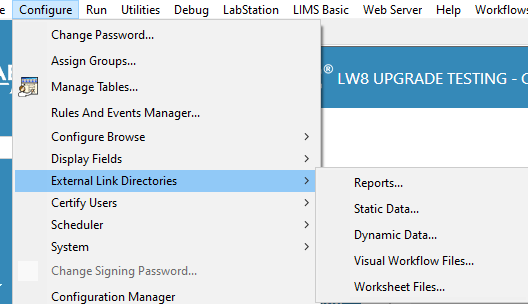 Configure Run Utilities Debug LabStation LIMS Basic Web Server Help Workflows
Change Password...
Assign Groups...
Manage Tables...
® LW8 UPGRADE TESTING -
Rules And Events Manager...
Configure Browse
Display Fields
External Link Directories
Reports...
Certify Users
Static Data...
Scheduler
Dynamic Data...
System
Visual Workflow Files...
Change Signing Password...
Worksheet Files...
Configuration Manager